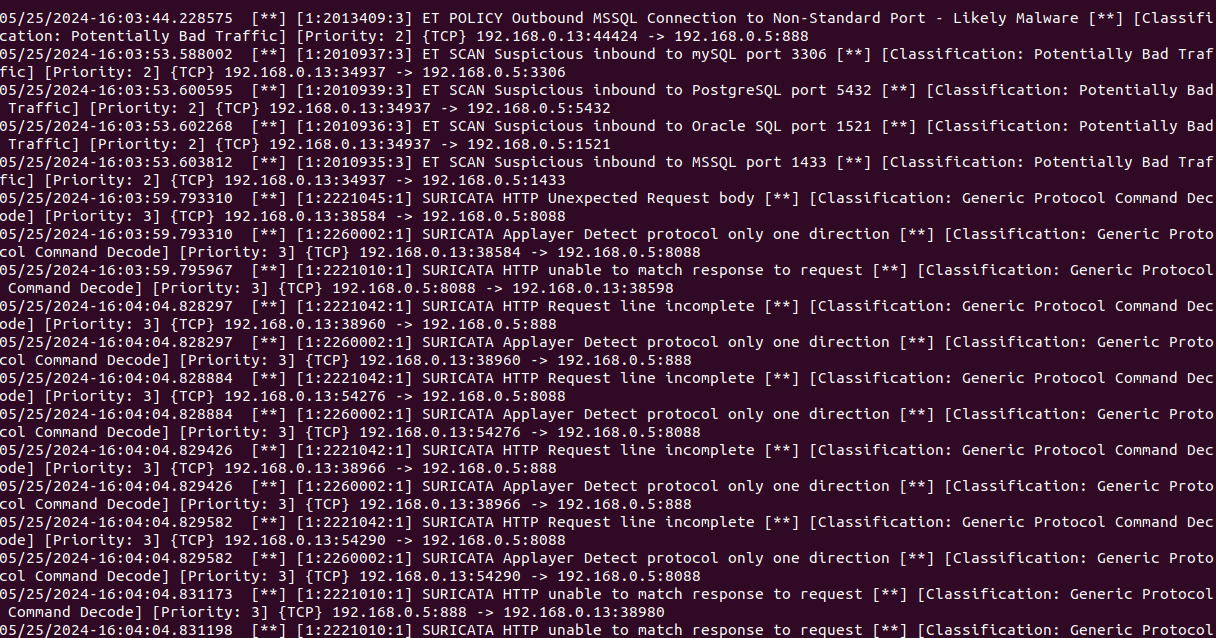 05/25/2024-16:03:44.228575  [**] [1:2013409:3] ET POLICY Outbound MSSQL Connection to Non-Standard Port - Likely Malware [**] [Classifi
cation: Potentially Bad Traffic] [Priority: 2] {TCP} 192.168.0.13:44424 -> 192.168.0.5:888
05/25/2024-16:03:53.588002  [**] [1:2010937:3] ET SCAN Suspicious inbound to mySQL port 3306 [**] [Classification: Potentially Bad Traf
fic] [Priority: 2] {TCP} 192.168.0.13:34937 -> 192.168.0.5:3306
05/25/2024-16:03:53.600595  [**] [1:2010939:3] ET SCAN Suspicious inbound to PostgreSQL port 5432 [**] [Classification: Potentially Bad
 Traffic] [Priority: 2] {TCP} 192.168.0.13:34937 -> 192.168.0.5:5432
05/25/2024-16:03:53.602268  [**] [1:2010936:3] ET SCAN Suspicious inbound to Oracle SQL port 1521 [**] [Classification: Potentially Bad
 Traffic] [Priority: 2] {TCP} 192.168.0.13:34937 -> 192.168.0.5:1521
05/25/2024-16:03:53.603812  [**] [1:2010935:3] ET SCAN Suspicious inbound to MSSQL port 1433 [**] [Classification: Potentially Bad Traf
fic] [Priority: 2] {TCP} 192.168.0.13:34937 -> 192.168.0.5:1433
05/25/2024-16:03:59.793310  [**] [1:2221045:1] SURICATA HTTP Unexpected Request body [**] [Classification: Generic Protocol Command Dec
ode] [Priority: 3] {TCP} 192.168.0.13:38584 -> 192.168.0.5:8088
05/25/2024-16:03:59.793310  [**] [1:2260002:1] SURICATA Applayer Detect protocol only one direction [**] [Classification: Generic Proto
col Command Decode] [Priority: 3] {TCP} 192.168.0.13:38584 -> 192.168.0.5:8088
05/25/2024-16:03:59.795967  [**] [1:2221010:1] SURICATA HTTP unable to match response to request [**] [Classification: Generic Protocol
 Command Decode] [Priority: 3] {TCP} 192.168.0.5:8088 -> 192.168.0.13:38598
05/25/2024-16:04:04.828297  [**] [1:2221042:1] SURICATA HTTP Request line incomplete [**] [Classification: Generic Protocol Command Dec
ode] [Priority: 3] {TCP} 192.168.0.13:38960 -> 192.168.0.5:888
05/25/2024-16:04:04.828297  [**] [1:2260002:1] SURICATA Applayer Detect protocol only one direction [**] [Classification: Generic Proto
col Command Decode] [Priority: 3] {TCP} 192.168.0.13:38960 -> 192.168.0.5:888
05/25/2024-16:04:04.828884  [**] [1:2221042:1] SURICATA HTTP Request line incomplete [**] [Classification: Generic Protocol Command Dec
ode] [Priority: 3] {TCP} 192.168.0.13:54276 -> 192.168.0.5:8088
05/25/2024-16:04:04.828884  [**] [1:2260002:1] SURICATA Applayer Detect protocol only one direction [**] [Classification: Generic Proto
col Command Decode] [Priority: 3] {TCP} 192.168.0.13:54276 -> 192.168.0.5:8088
05/25/2024-16:04:04.829426  [**] [1:2221042:1] SURICATA HTTP Request line incomplete [**] [Classification: Generic Protocol Command Dec
ode] [Priority: 3] {TCP} 192.168.0.13:38966 -> 192.168.0.5:888
05/25/2024-16:04:04.829426  [**] [1:2260002:1] SURICATA Applayer Detect protocol only one direction [**] [Classification: Generic Proto
col Command Decode] [Priority: 3] {TCP} 192.168.0.13:38966 -> 192.168.0.5:888
05/25/2024-16:04:04.829582  [**] [1:2221042:1] SURICATA HTTP Request line incomplete [**] [Classification: Generic Protocol Command Dec
ode] [Priority: 3] {TCP} 192.168.0.13:54290 -> 192.168.0.5:8088
05/25/2024-16:04:04.829582  [**] [1:2260002:1] SURICATA Applayer Detect protocol only one direction [**] [Classification: Generic Proto
col Command Decode] [Priority: 3] {TCP} 192.168.0.13:54290 -> 192.168.0.5:8088
05/25/2024-16:04:04.831173  [**] [1:2221010:1] SURICATA HTTP unable to match response to request [**] [Classification: Generic Protocol
 Command Decode] [Priority: 3] {TCP} 192.168.0.5:888 -> 192.168.0.13:38980
05/25/2024-16:04:04.831198  [**] [1:2221010:1] SURICATA HTTP unable to match response to request [**] [Classification: Generic Protocol